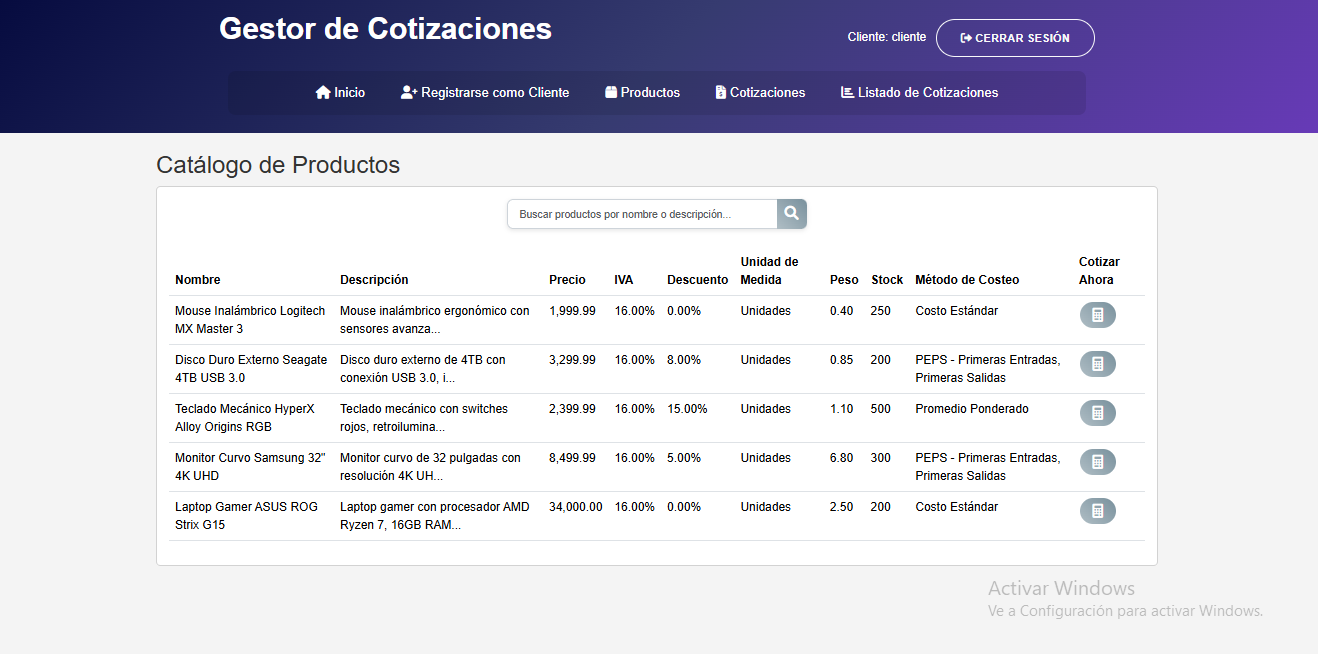 Gestor de Cotizaciones
Cliente: cliente
CERRAR SESIÓN
Inicio
Registrarse como Cliente
Productos
Cotizaciones
Listado de Cotizaciones
Catálogo de Productos
Buscar productos por nombre o descripción...
Nombre Descripción Precio IVA Descuento Unidad de Medida Peso Stock Método de Costeo Cotizar Ahora
Mouse Inalámbrico Logitech MX Master 3 Mouse inalámbrico ergonómico con sensores avanza... 1,999.99 16.00% 0.00% Unidades 0.40 250 Costo Estándar
Disco Duro Externo Seagate 4TB USB 3.0 Disco duro externo de 4TB con conexión USB 3.0, i... 3,299.99 16.00% 8.00% Unidades 0.85 200 PEPS - Primeras Entradas, Primeras Salidas
Teclado Mecánico HyperX Alloy Origins RGB Teclado mecánico con switches rojos, retroilumina... 2,399.99 16.00% 15.00% Unidades 1.10 500 Promedio Ponderado
Monitor Curvo Samsung 32" 4K UHD Monitor curvo de 32 pulgadas con resolución 4K UH... 8,499.99 16.00% 5.00% Unidades 6.80 300 PEPS - Primeras Entradas, Primeras Salidas
Laptop Gamer ASUS ROG Strix G15 Laptop gamer con procesador AMD Ryzen 7, 16GB RAM... 34,000.00 16.00% 0.00% Unidades 2.50 200 Costo Estándar
Activar Windows
Ve a Configuración para activar Windows.